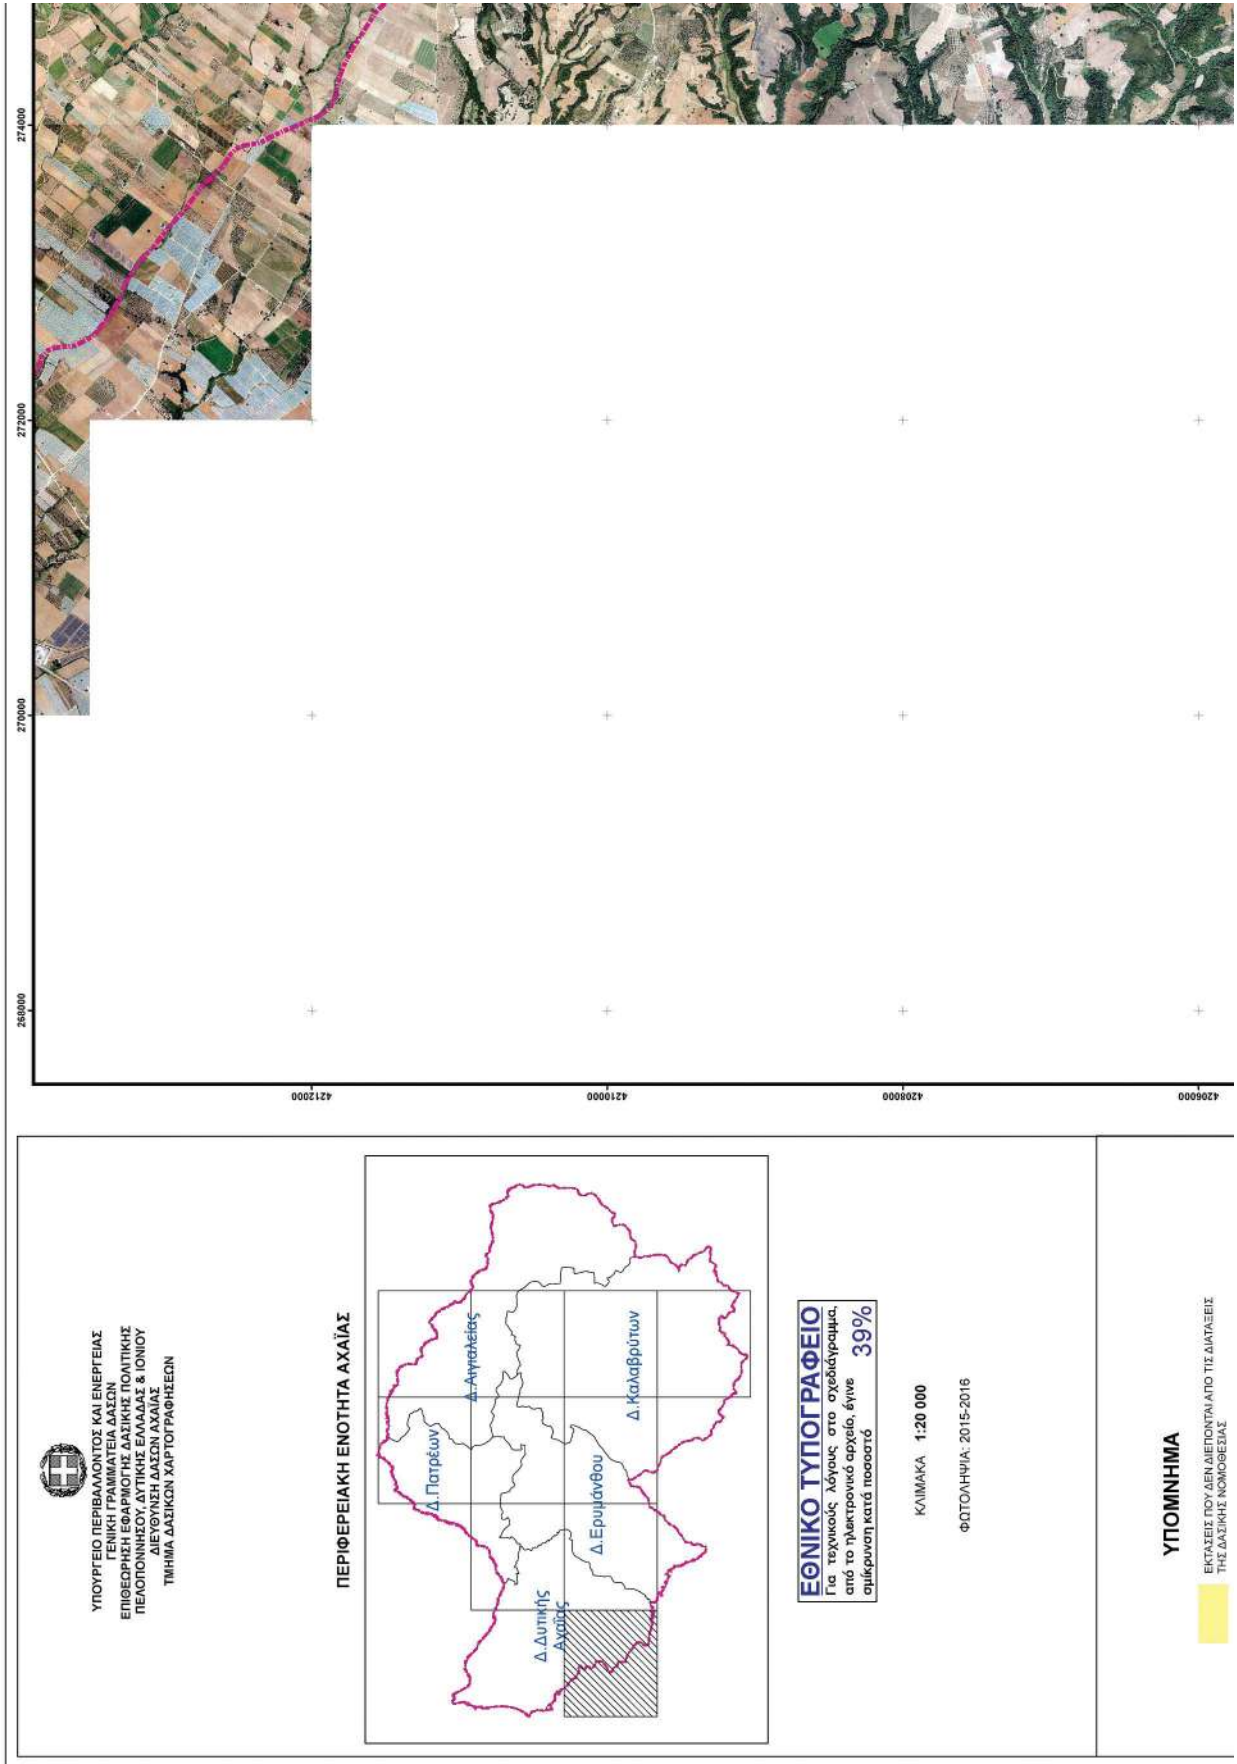 ΥΠΟΥΡΓΕΙΟ ΠΕΡΙΒΑΛΛΟΝΤΟΣ ΚΑΙ ΕΝΕΡΓΕΙΑΣ
ΓΕΝΙΚΗ ΓΡΑΜΜΑΤΕΙΑ ΔΑΣΩΝ
ΕΠΙΘΕΩΡΗΣΗ ΕΦΑΡΜΟΓΗΣ ΔΑΣΙΚΗΣ ΠΟΛΙΤΙΚΗΣ
ΠΕΛΟΠΟΝΝΗΣΟΥ, ΔΥΤΙΚΗΣ ΕΛΛΑΔΑΣ & ΙΟΝΙΟΥ
ΔΙΕΥΘΥΝΣΗ ΔΑΣΩΝ ΑΧΑΪΑΣ
ΤΜΗΜΑ ΔΑΣΙΚΩΝ ΧΑΡΤΟΓΡΑΦΗΣΕΩΝ
ΠΕΡΙΦΕΡΕΙΑΚΗ ΕΝΟΤΗΤΑ ΑΧΑΪΑΣ
Δ.Πατρέων
Δ.Αιγιαλείας
Δ.Δυτικής
Αχαΐας
Δ.Ερυμάνθου
Δ.Καλαβρύτων
ΕΘΝΙΚΟ ΤΥΠΟΓΡΑΦΕΙΟ
Για τεχνικούς λόγους στο σχεδιάγραμμα,
από το ηλεκτρονικό αρχείο, έγινε
σμίκρυνση κατά ποσοστό 39%
ΚΛΙΜΑΚΑ 1:20 000
ΦΩΤΟΛΗΨΙΑ: 2015-2016
ΥΠΟΜΝΗΜΑ
ΕΚΤΑΣΕΙΣ ΠΟΥ ΔΕΝ ΔΙΕΠΟΝΤΑΙ ΑΠΟ ΤΙΣ ΔΙΑΤΑΞΕΙΣ
ΤΗΣ ΔΑΣΙΚΗΣ ΝΟΜΟΘΕΣΙΑΣ
268000
270000
272000
274000
4212000
4210000
4208000
4206000